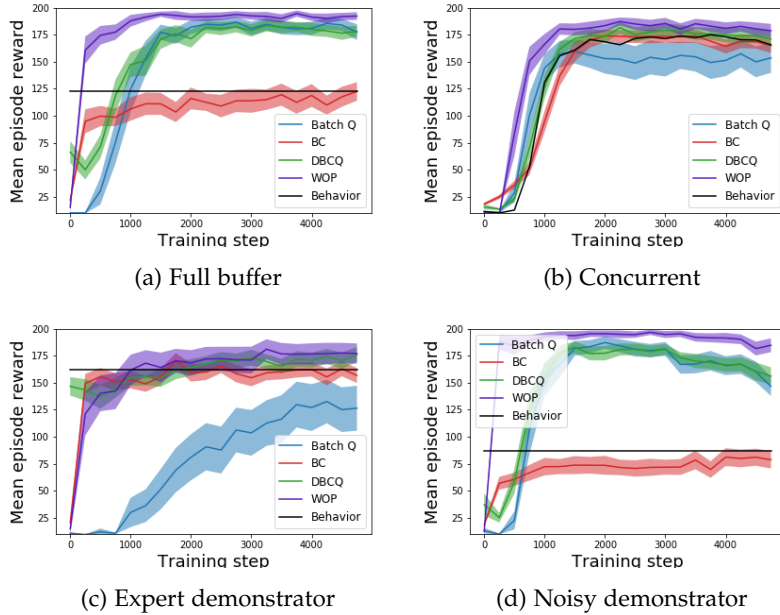 200
175
150
125
100
75
50
25
Mean episode reward
Batch Q
BC
DBCQ
WOP
Behavior
0 1000 2000 3000 4000
Training step
(a) Full buffer
200
175
150
125
100
75
50
25
Mean episode reward
Batch Q
BC
DBCQ
WOP
Behavior
0 1000 2000 3000 4000
Training step
(b) Concurrent
200
175
150
125
100
75
50
25
Mean episode reward
Batch Q
BC
DBCQ
WOP
Behavior
0 1000 2000 3000 4000
Training step
(c) Expert demonstrator
200
175
150
125
100
75
50
25
Mean episode reward
Batch Q
BC
DBCQ
WOP
Behavior
0 1000 2000 3000 4000
Training step
(d) Noisy demonstrator